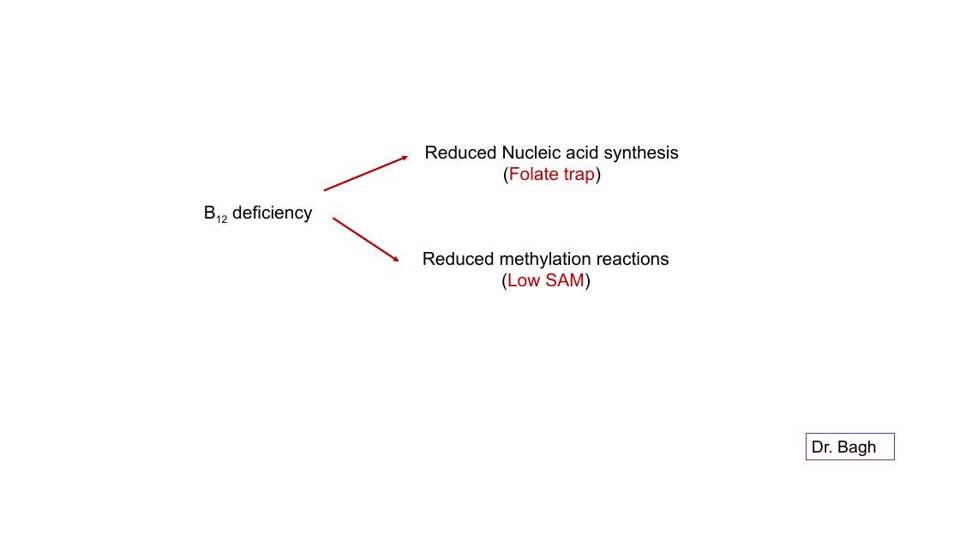 Reduced Nucleic acid synthesis
(Folate trap)
B₁₂ deficiency
Reduced methylation reactions
(Low SAM)
Dr. Bagh